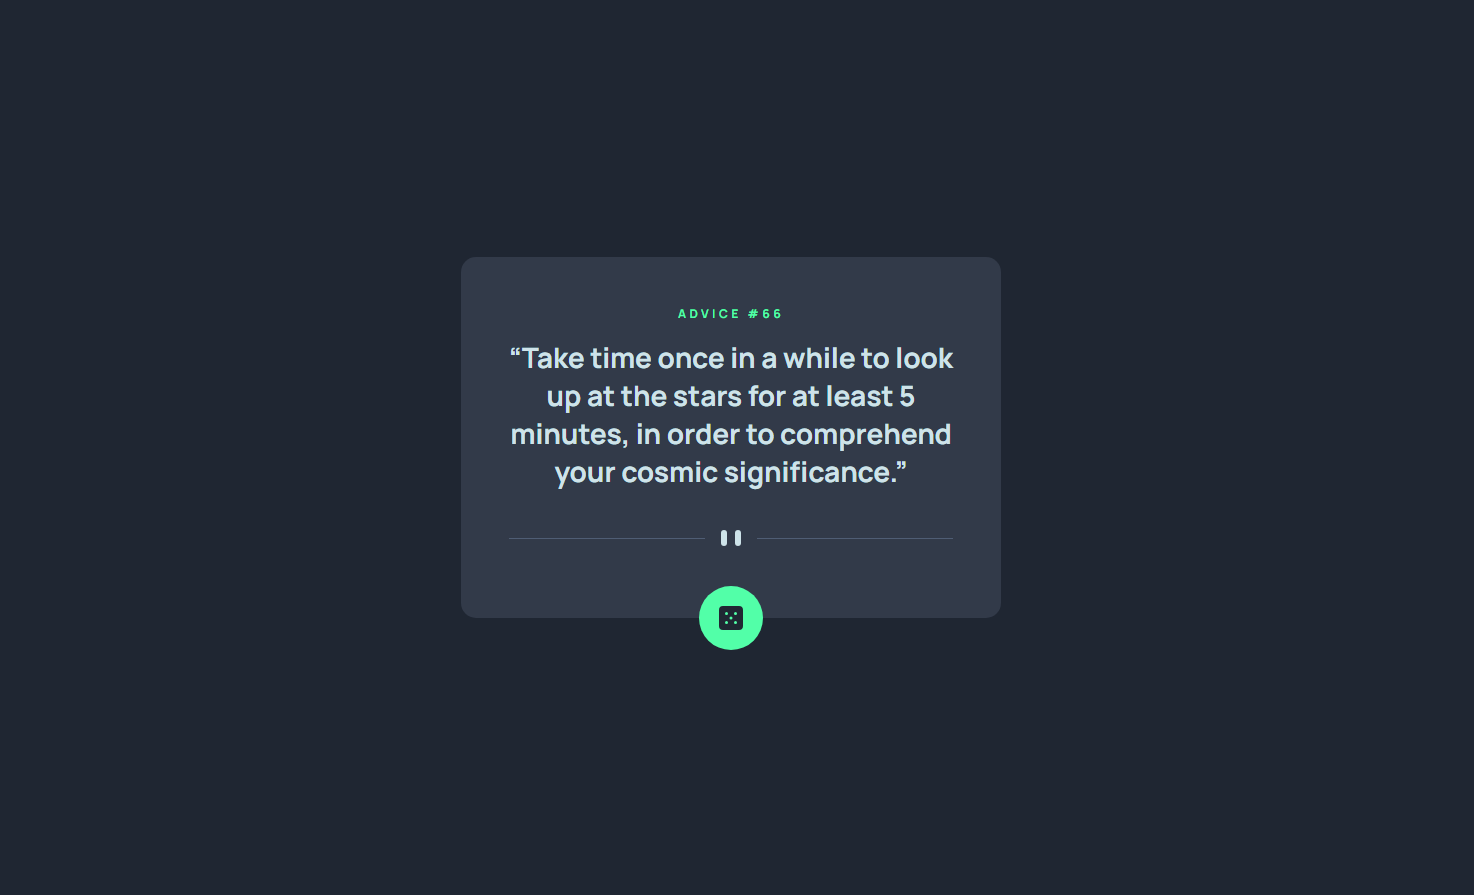 ADVICE #66
“Take time once in a while to look
up at the stars for at least 5
minutes, in order to comprehend
your cosmic significance.”